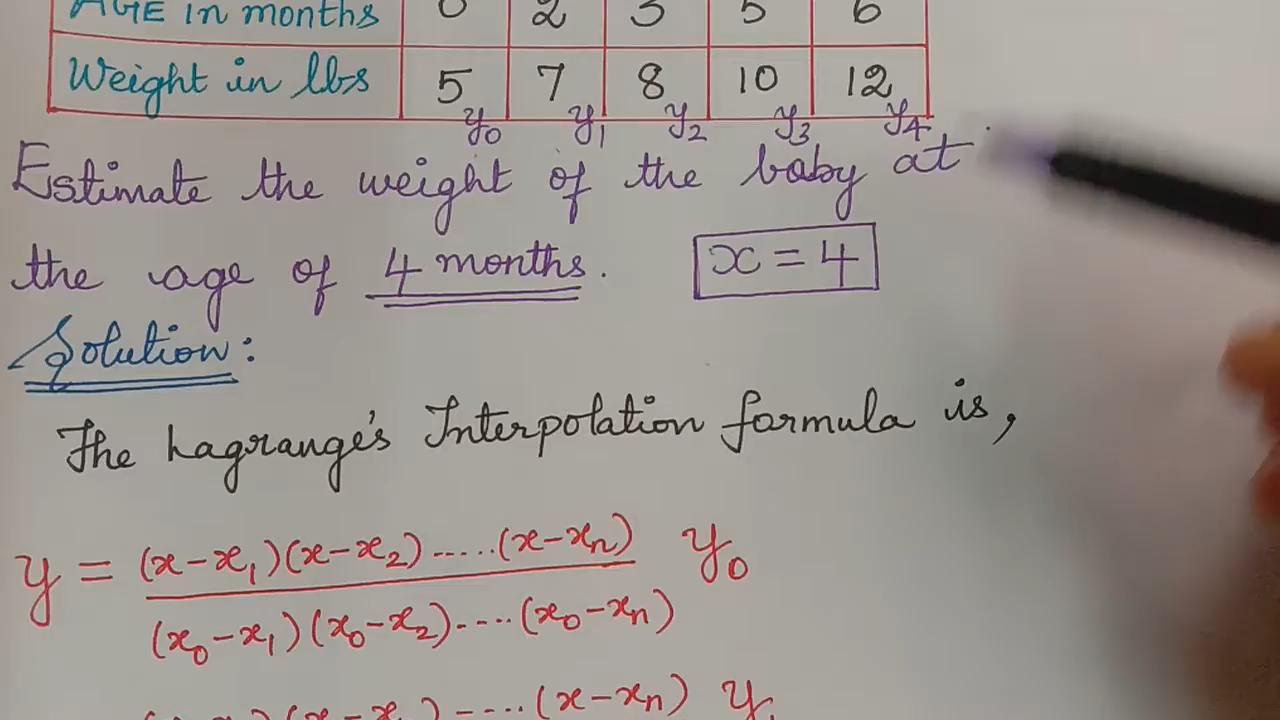 AGE in months 0 2 3 5 6
Weight in lbs 5 7 8 10 12
y0 y1 y2 y3 y4
Estimate the weight of the baby at
the age of 4 months. x = 4
Solution:
The Lagrange's Interpolation formula is,
y = (x-x1)(x-x2).....(x-xn) y0
(x0-x1)(x0-x2)....(x0-xn)
....(x-xn) y1